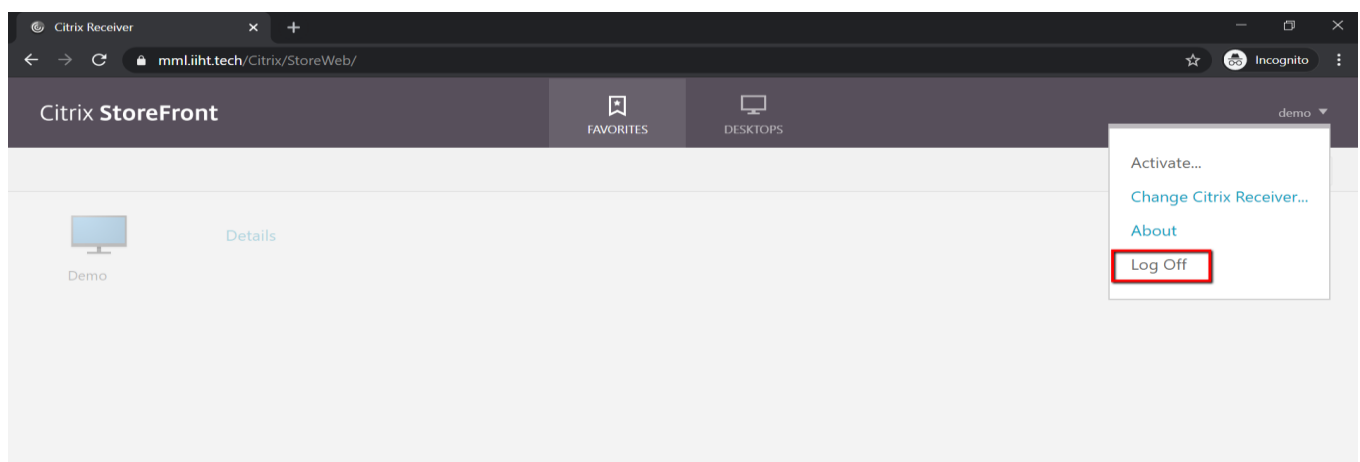 Citrix Receiver
mml.iiht.tech/Citrix/StoreWeb/
Incognito
Citrix StoreFront
FAVORITES
DESKTOPS
demo
Activate...
Change Citrix Receiver...
About
Log Off
Details
Demo